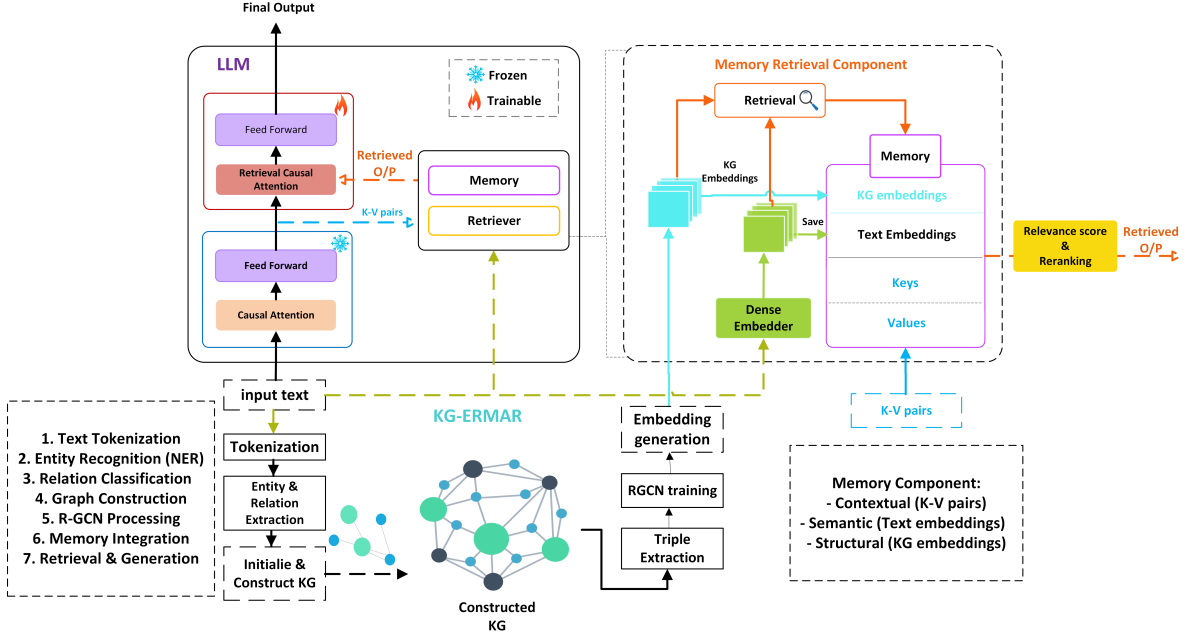 Final Output
LLM
Frozen
Trainable
Feed Forward
Retrieval Causal
Attention
Retrieved
O/P
K-V pairs
Memory
Retriever
Feed Forward
Causal Attention
Memory Retrieval Component
Retrieval
Memory
KG
Embeddings
KG embeddings
Save
Text Embeddings
Keys
Values
Dense
Embedder
Relevance score
&
Reranking
Retrieved
O/P
input text
KG-ERMAR
K-V pairs
1. Text Tokenization
2. Entity Recognition (NER)
3. Relation Classification
4. Graph Construction
5. R-GCN Processing
6. Memory Integration
7. Retrieval & Generation
Tokenization
Entity &
Relation
Extraction
Initialie &
Construct KG
Constructed
KG
Embedding
generation
RGCN training
Triple
Extraction
Memory Component:
- Contextual (K-V pairs)
- Semantic (Text embeddings)
- Structural (KG embeddings)